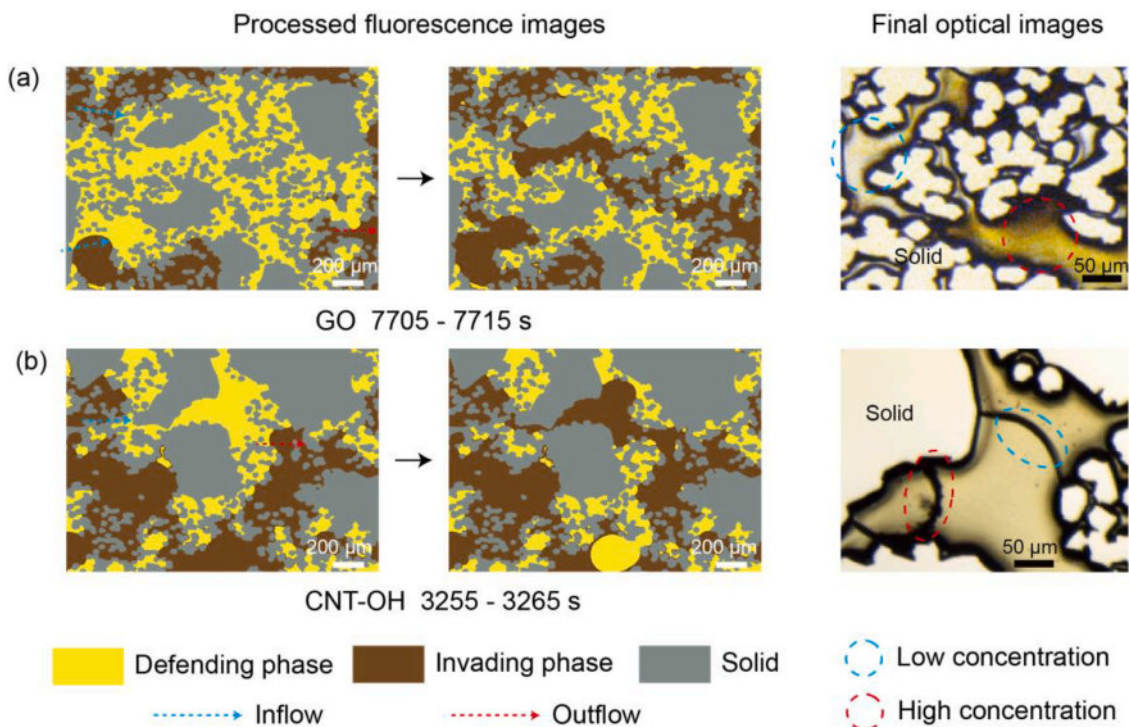 Processed fluorescence images
Final optical images
(a)
200 µm
200 µm
Solid
50 µm
GO 7705 - 7715 s
(b)
200 µm
200 µm
Solid
50 µm
CNT-OH 3255 - 3265 s
Defending phase
Invading phase
Solid
Low concentration
Inflow
Outflow
High concentration